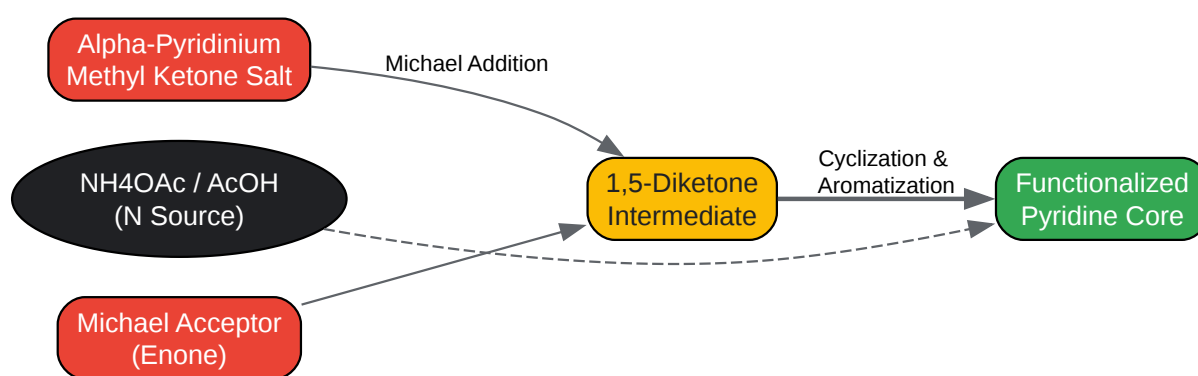 Alpha-Pyridinium
Methyl Ketone Salt
Michael Addition
NH4OAc / AcOH
(N Source)
1,5-Diketone
Intermediate
Cyclization &
Aromatization
Functionalized
Pyridine Core
Michael Acceptor
(Enone)